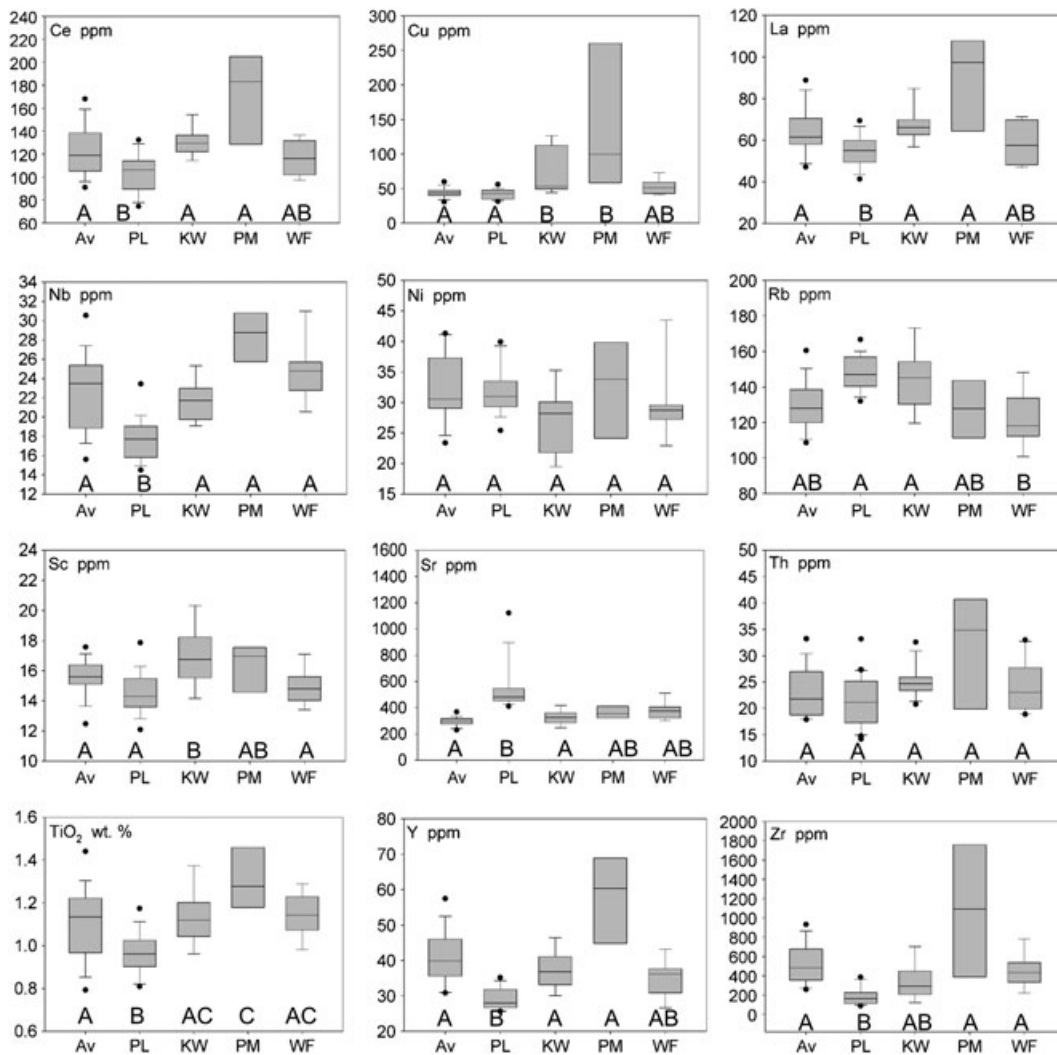 Ce ppm
240
220
200
180
160
140
120
100
80
60
A B A A AB
Av PL KW PM WF
Cu ppm
300
250
200
150
100
50
0
A A B B AB
Av PL KW PM WF
La ppm
120
100
80
60
40
20
A B A A AB
Av PL KW PM WF
Nb ppm
34
32
30
28
26
24
22
20
18
16
14
12
A B A A A
Av PL KW PM WF
Ni ppm
50
45
40
35
30
25
20
15
A A A A A
Av PL KW PM WF
Rb ppm
200
180
160
140
120
100
80
AB A A AB B
Av PL KW PM WF
Sc ppm
24
22
20
18
16
14
12
10
A A B AB A
Av PL KW PM WF
Sr ppm
1600
1400
1200
1000
800
600
400
200
0
A B A AB AB
Av PL KW PM WF
Th ppm
50
45
40
35
30
25
20
15
10
A A A A A
Av PL KW PM WF
TiO₂ wt. %
1.6
1.4
1.2
1.0
0.8
0.6
A B AC C AC
Av PL KW PM WF
Y ppm
80
70
60
50
40
30
20
A B A A AB
Av PL KW PM WF
Zr ppm
2000
1800
1600
1400
1200
1000
800
600
400
200
0
A B AB A A
Av PL KW PM WF